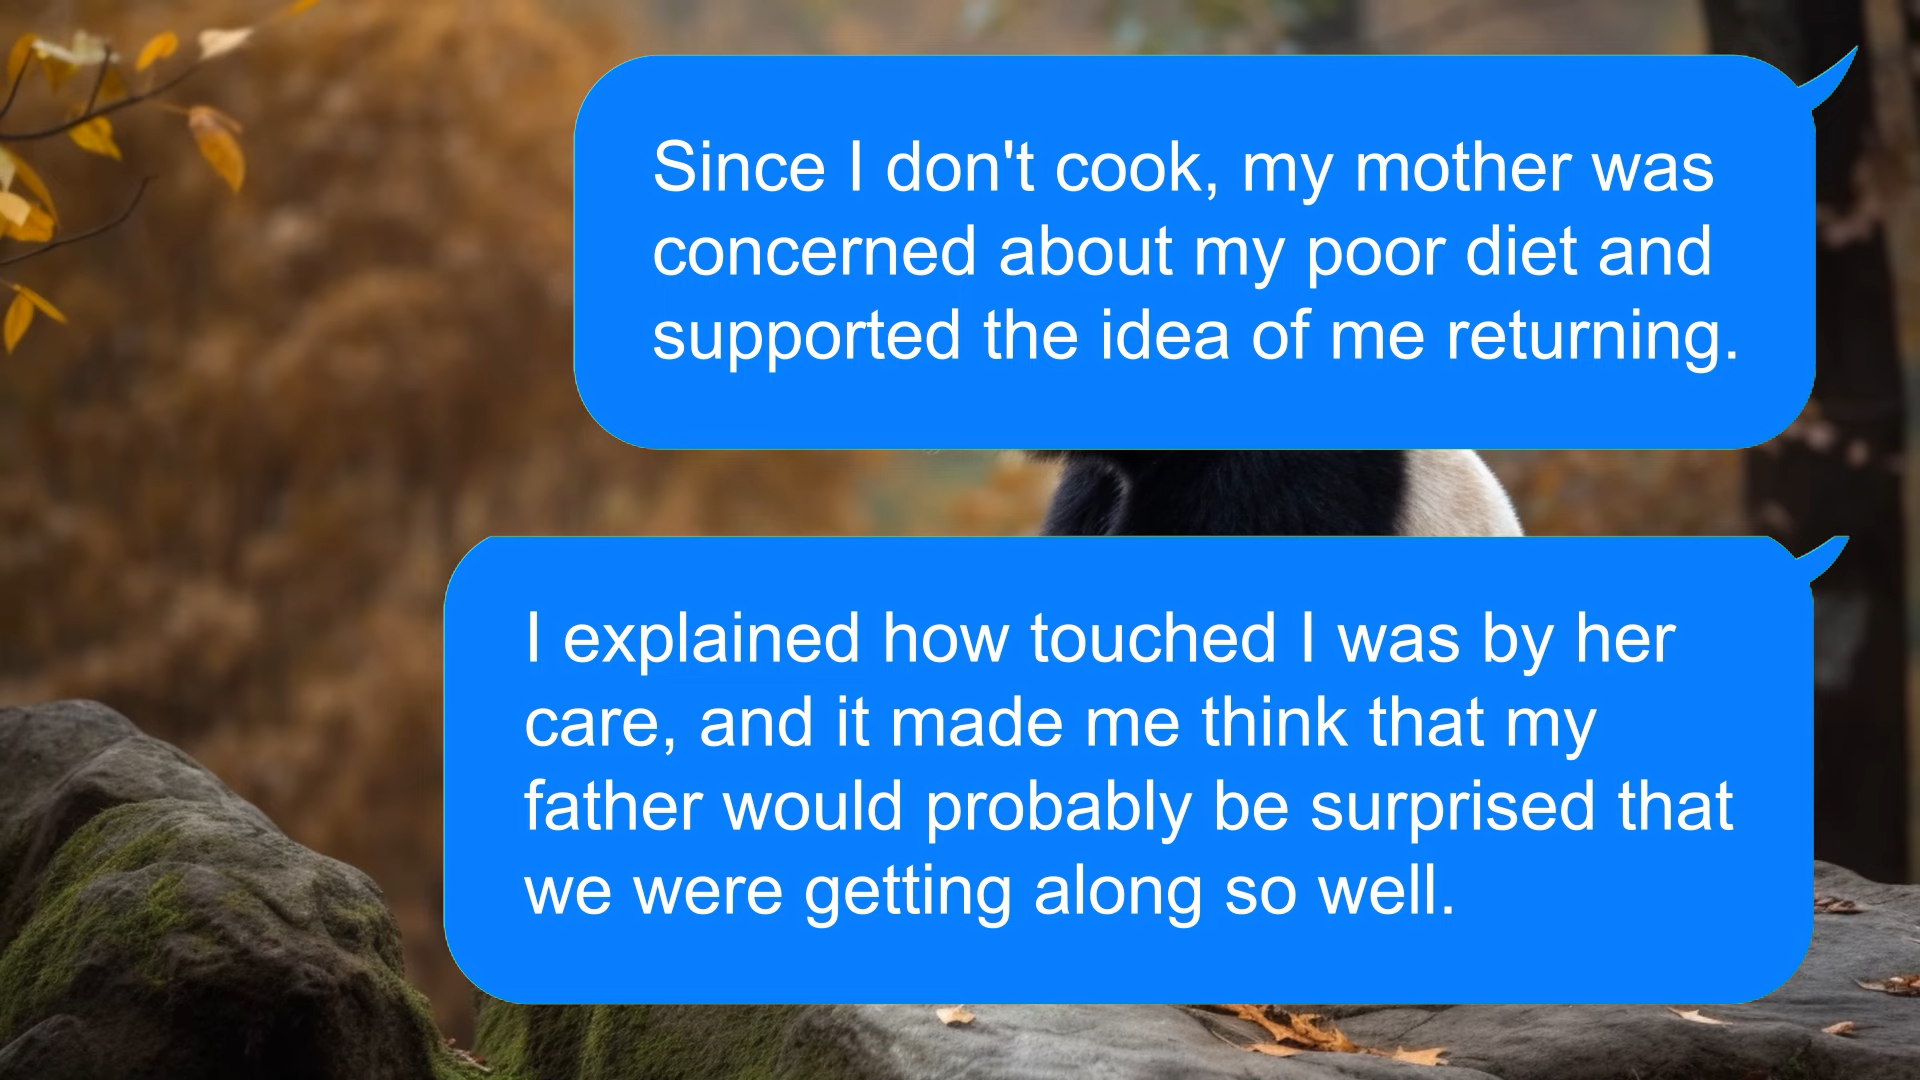 Since I don't cook, my mother was
concerned about my poor diet and
supported the idea of me returning.
I explained how touched I was by her
care, and it made me think that my
father would probably be surprised that
we were getting along so well.